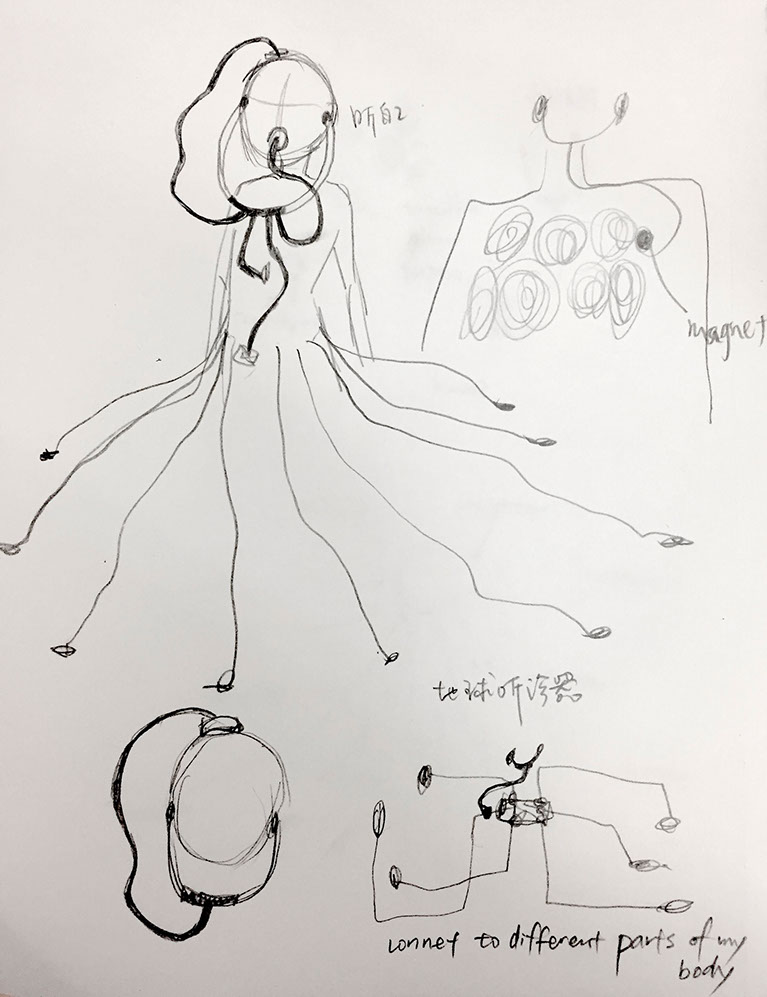 听自己
magnet
地球听诊器
connet to different parts of my
body